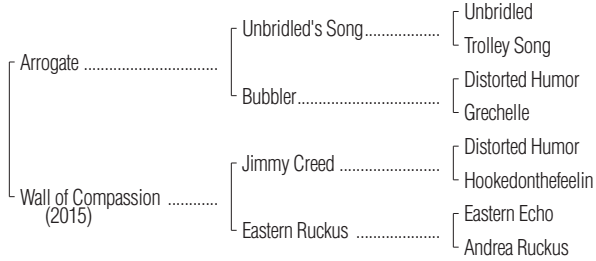 Unbridled
Unbridled's Song..................
Trolley Song
Arrogate ................................
Distorted Humor
Bubbler..................................
Grechelle
Distorted Humor
Jimmy Creed ........................
Hookedonthefeelin
Wall of Compassion ............
(2015)
Eastern Echo
Eastern Ruckus ....................
Andrea Ruckus